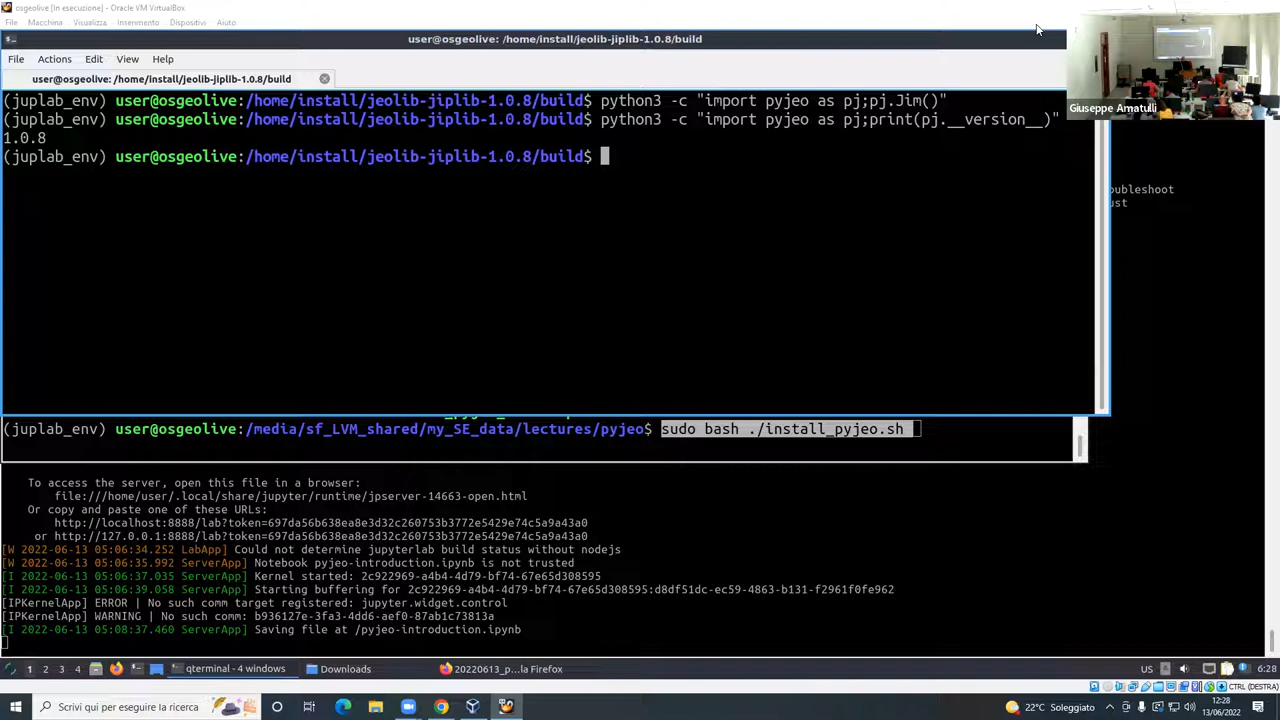 osgeolive [In esecuzione] - Oracle VM VirtualBox
File Macchina Visualizza Inserimento Dispositivi Aiuto
user@osgeolive: /home/install/jeolib-jiplib-1.0.8/build
File Actions Edit View Help
user@osgeolive: /home/install/jeolib-jiplib-1.0.8/build
(juplab_env) user@osgeolive:/home/install/jeolib-jiplib-1.0.8/build$ python3 -c "import pyjeo as pj;pj.Jim()"
Giuseppe Amatulli
(juplab_env) user@osgeolive:/home/install/jeolib-jiplib-1.0.8/build$ python3 -c "import pyjeo as pj;print(pj.__version__)"
1.0.8
(juplab_env) user@osgeolive:/home/install/jeolib-jiplib-1.0.8/build$
oubleshoot
ust
(juplab_env) user@osgeolive:/media/sf_LVM_shared/my_SE_data/lectures/pyjeo$ sudo bash ./install_pyjeo.sh
To access the server, open this file in a browser:
file:///home/user/.local/share/jupyter/runtime/jpserver-14663-open.html
Or copy and paste one of these URLs:
http://localhost:8888/lab?token=697da56b638ea8e3d32c260753b3772e5429e74c5a9a43a0
or http://127.0.0.1:8888/lab?token=697da56b638ea8e3d32c260753b3772e5429e74c5a9a43a0
[W 2022-06-13 05:06:34.252 LabApp] Could not determine jupyterlab build status without nodejs
[W 2022-06-13 05:06:35.992 ServerApp] Notebook pyjeo-introduction.ipynb is not trusted
[I 2022-06-13 05:06:37.035 ServerApp] Kernel started: 2c922969-a4b4-4d79-bf74-67e65d308595
[I 2022-06-13 05:06:39.058 ServerApp] Starting buffering for 2c922969-a4b4-4d79-bf74-67e65d308595:d8df51dc-ec59-4863-b131-f2961f0fe962
[IPKernelApp] ERROR | No such comm target registered: jupyter.widget.control
[IPKernelApp] WARNING | No such comm: b936127e-3fa3-4dd6-aef0-87ab1c73813a
[I 2022-06-13 05:08:37.460 ServerApp] Saving file at /pyjeo-introduction.ipynb
1 2 3 4 qterminal - 4 windows Downloads 20220613_p...la Firefox US 6:28
CTRL (DESTRA)
Scrivi qui per eseguire la ricerca 22°C Soleggiato 12:28
13/06/2022